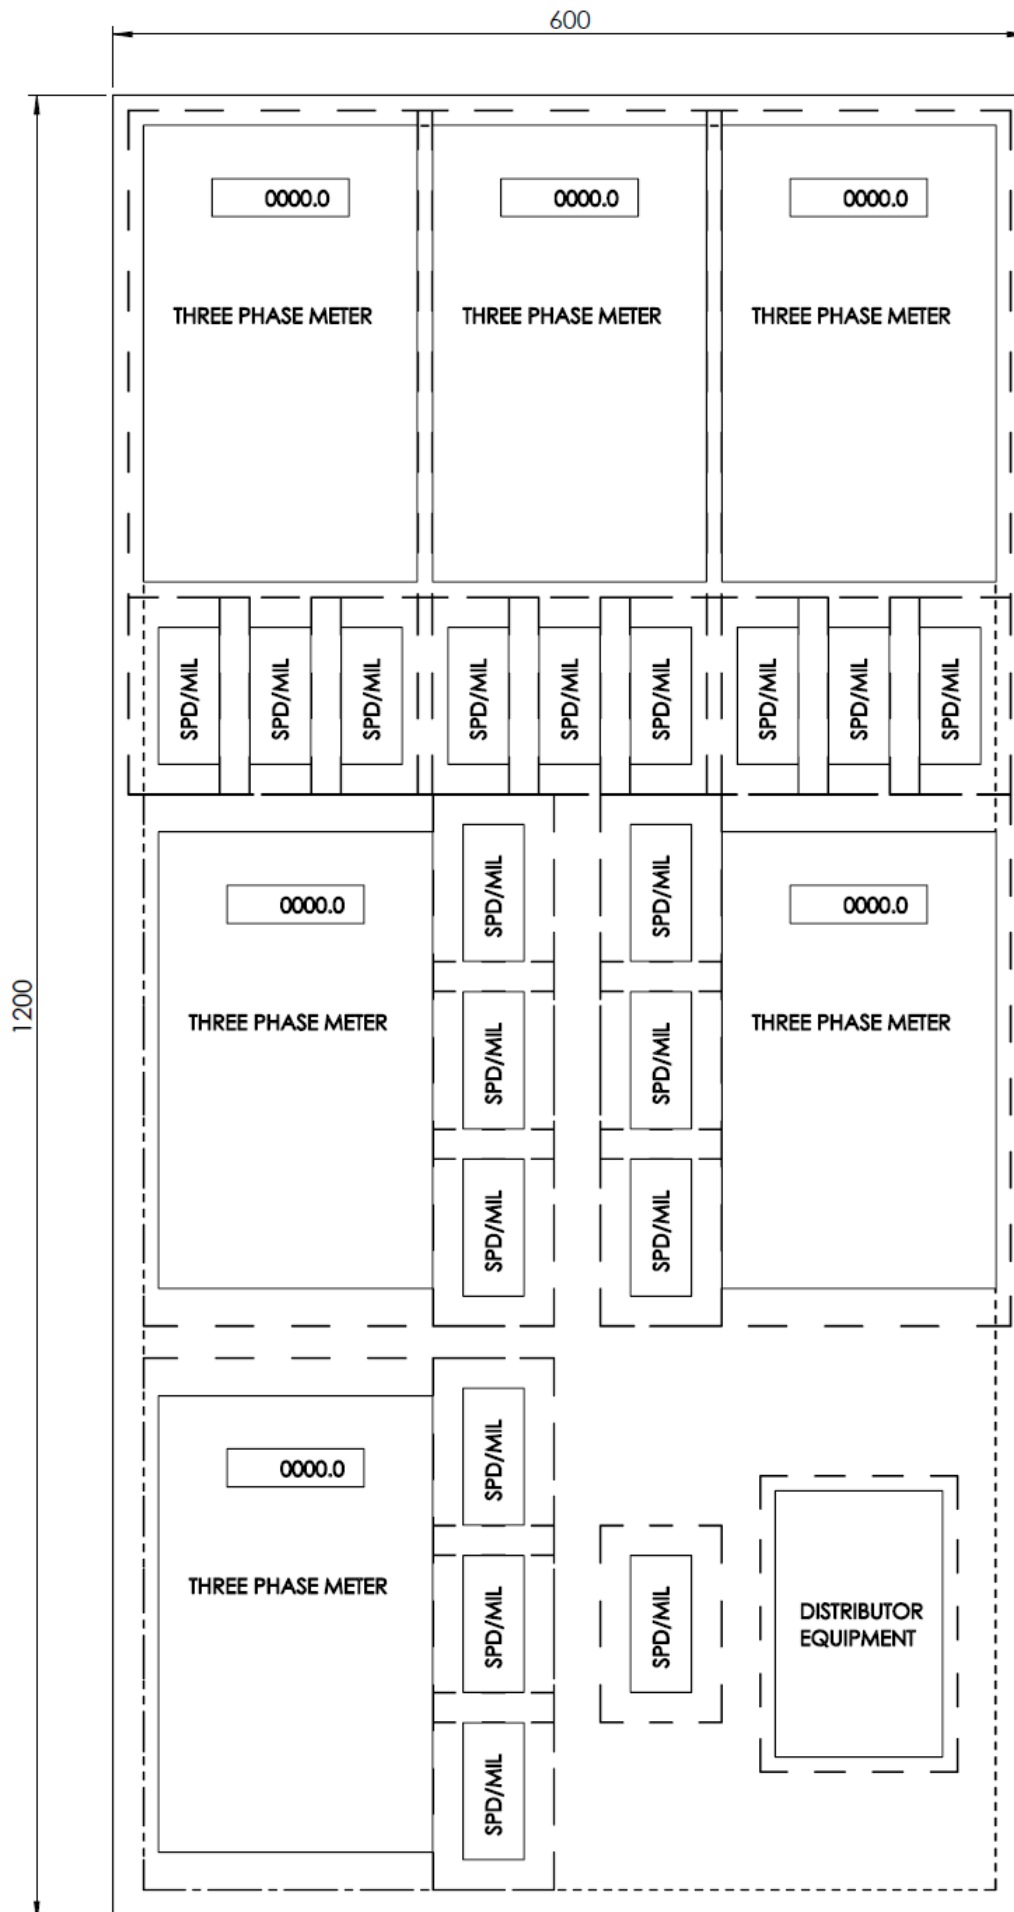 600
1200
0000.0
0000.0
0000.0
THREE PHASE METER
THREE PHASE METER
THREE PHASE METER
SPD/MIL
SPD/MIL
SPD/MIL
SPD/MIL
SPD/MIL
SPD/MIL
SPD/MIL
SPD/MIL
SPD/MIL
0000.0
THREE PHASE METER
SPD/MIL
SPD/MIL
SPD/MIL
SPD/MIL
SPD/MIL
SPD/MIL
0000.0
THREE PHASE METER
0000.0
THREE PHASE METER
SPD/MIL
SPD/MIL
SPD/MIL
SPD/MIL
DISTRIBUTOR
EQUIPMENT